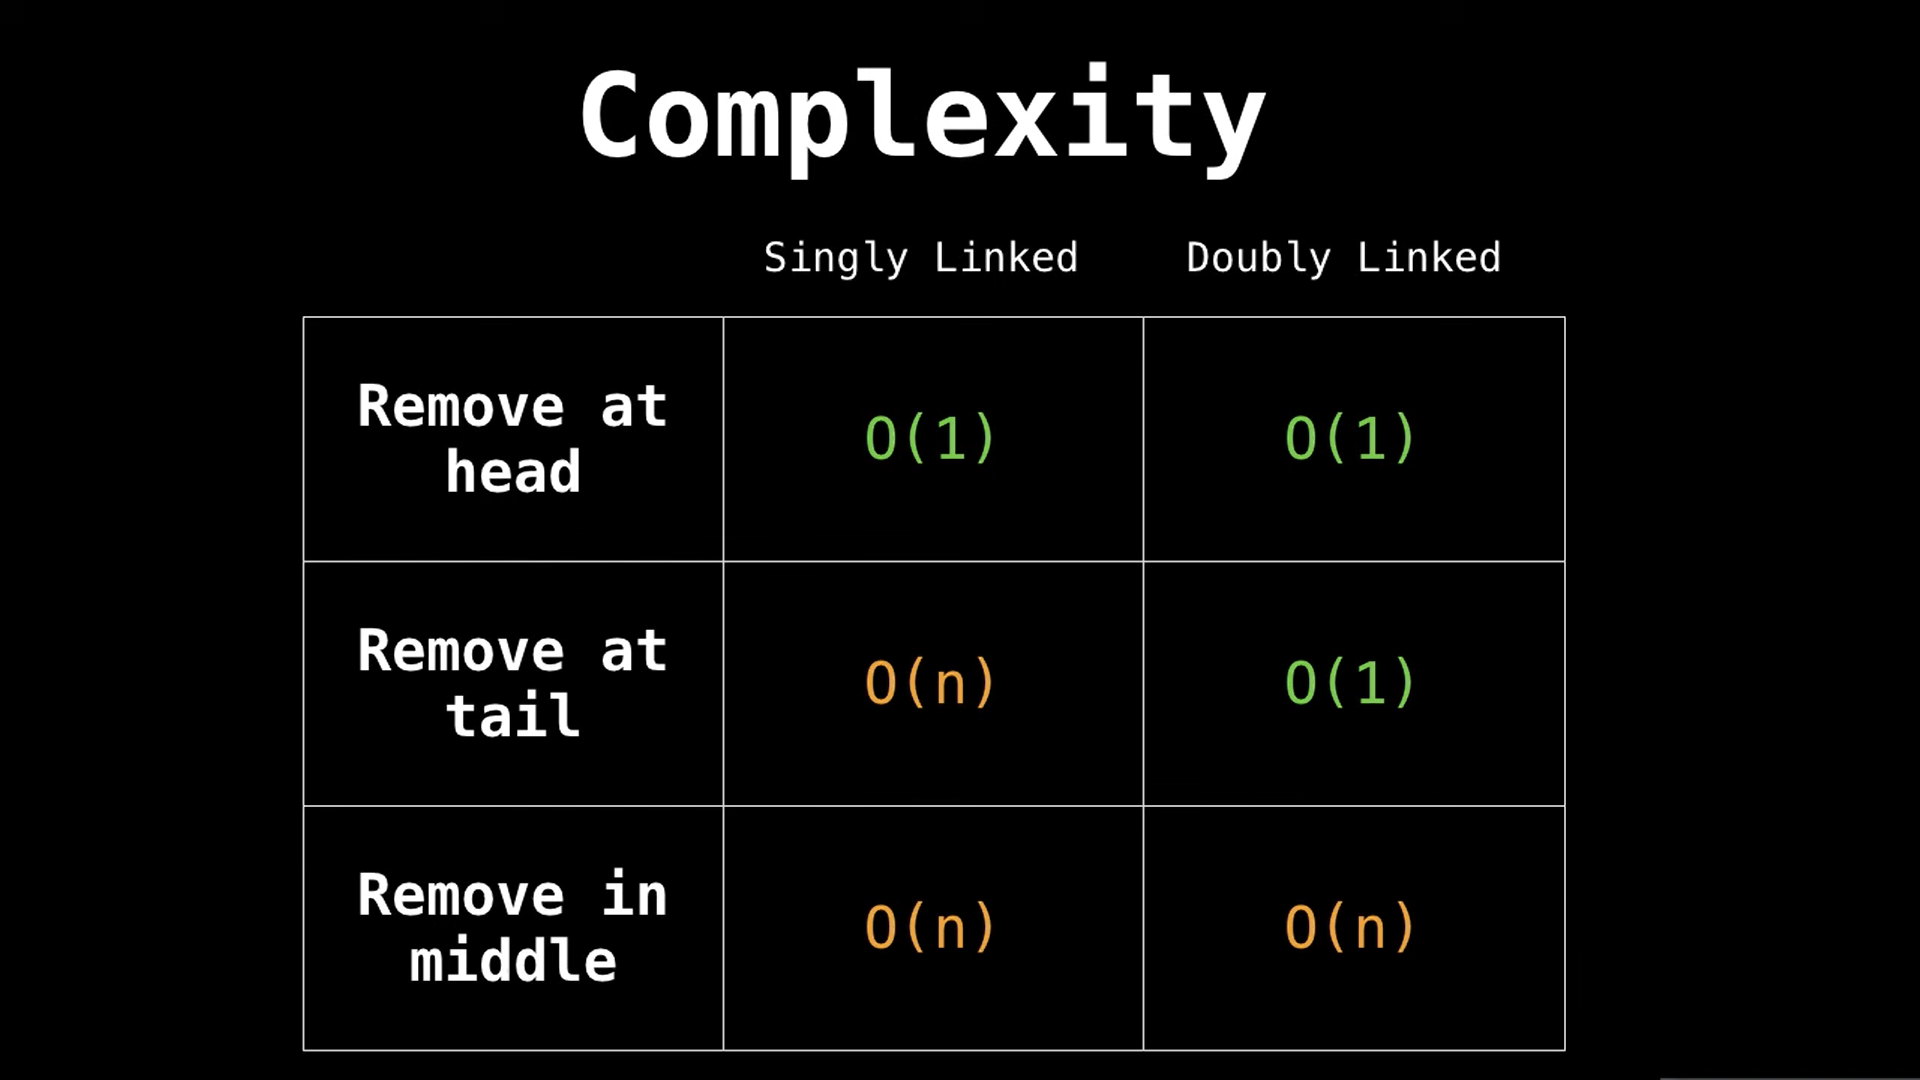 Complexity
Singly Linked Doubly Linked
Remove at
head
O(1) O(1)
Remove at
tail
O(n) O(1)
Remove in
middle
O(n) O(n)